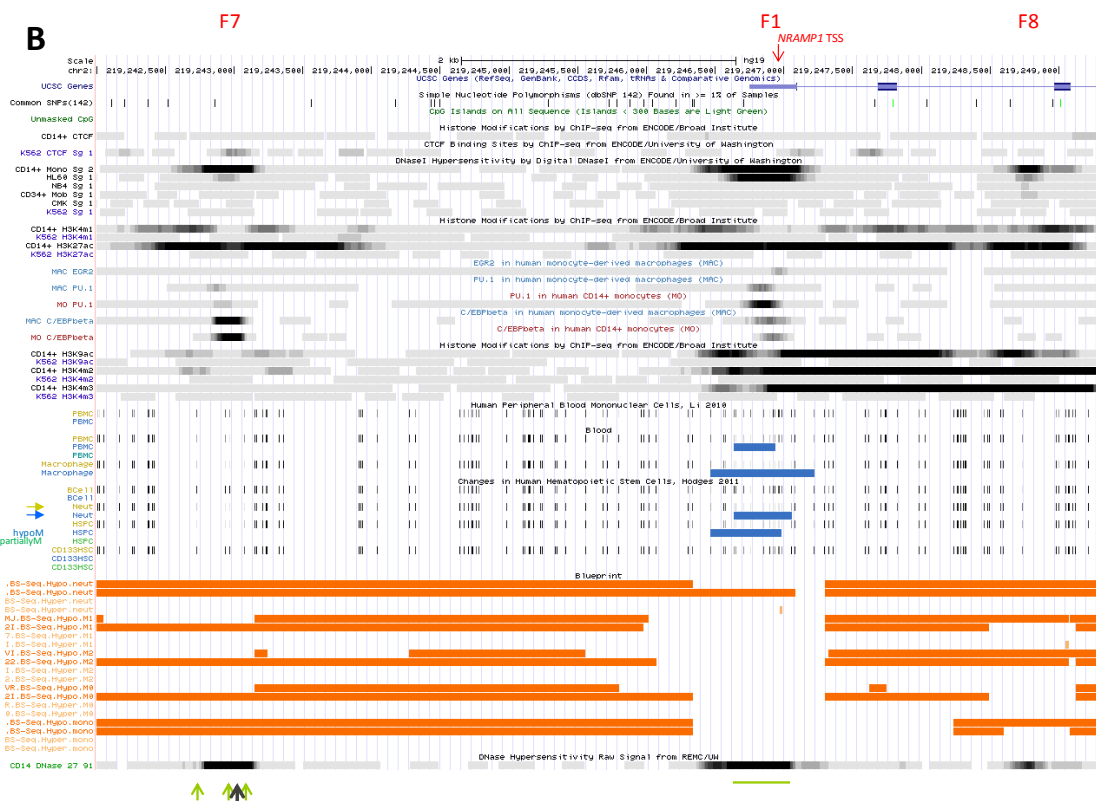 F7 F1 F8
B
NRAMP1 TSS
Scale 2 kb hg19
chr2: 219,242,500 219,243,000 219,243,500 219,244,000 219,244,500 219,245,000 219,245,500 219,246,000 219,246,500 219,247,000 219,247,500 219,248,000 219,248,500 219,249,000
UCSC Genes (RefSeq, GenBank, CCDS, Rfam, tRNAs & Comparative Genomics)
UCSC Genes
Simple Nucleotide Polymorphisms (dbSNP 142) Found in >= 1% of Samples
Common SNPs(142)
CpG Islands on All Sequence (Islands < 300 Bases are Light Green)
Unmasked CpG
Histone Modifications by ChIP-seq from ENCODE/Broad Institute
CD14+ CTCF
CTCF Binding Sites by ChIP-seq from ENCODE/University of Washington
K562 CTCF Sg 1
DNaseI Hypersensitivity by Digital DNaseI from ENCODE/University of Washington
CD14+ Mono Sg 2
HL60 Sg 1
NB4 Sg 1
CD34+ Mob Sg 1
CMK Sg 1
K562 Sg 1
Histone Modifications by ChIP-seq from ENCODE/Broad Institute
CD14+ H3K4m1
K562 H3K4m1
CD14+ H3K27ac
K562 H3K27ac
EGR2 in human monocyte-derived macrophages (MAC)
MAC EGR2
PU.1 in human monocyte-derived macrophages (MAC)
MAC PU.1
PU.1 in human CD14+ monocytes (MO)
MO PU.1
C/EBPbeta in human monocyte-derived macrophages (MAC)
MAC C/EBPbeta
C/EBPbeta in human CD14+ monocytes (MO)
MO C/EBPbeta
Histone Modifications by ChIP-seq from ENCODE/Broad Institute
CD14+ H3K9ac
K562 H3K9ac
CD14+ H3K4m2
K562 H3K4m2
CD14+ H3K4m3
K562 H3K4m3
Human Peripheral Blood Mononuclear Cells, Li 2010
PBMC
PBMC
Blood
PBMC
PBMC
PBMC
Macrophage
Macrophage
Changes in Human Hematopoietic Stem Cells, Hodges 2011
BCell
BCell
Neut
Neut
HSPC
hypoM HSPC
partiallyM HSPC
CD133HSC
CD133HSC
CD133HSC
Blueprint
.BS-Seq.Hypo.neut
.BS-Seq.Hypo.neut
BS-Seq.Hyper.neut
BS-Seq.Hyper.neut
MJ.BS-Seq.Hypo.M1
2I.BS-Seq.Hypo.M1
7.BS-Seq.Hyper.M1
I.BS-Seq.Hyper.M1
VI.BS-Seq.Hypo.M2
22.BS-Seq.Hypo.M2
I.BS-Seq.Hyper.M2
2.BS-Seq.Hyper.M2
VR.BS-Seq.Hypo.M0
2I.BS-Seq.Hypo.M0
R.BS-Seq.Hyper.M0
0.BS-Seq.Hyper.M0
.BS-Seq.Hypo.mono
.BS-Seq.Hypo.mono
BS-Seq.Hyper.mono
BS-Seq.Hyper.mono
DNase Hypersensitivity Raw Signal from REMC/UW
CD14 DNase 27 91